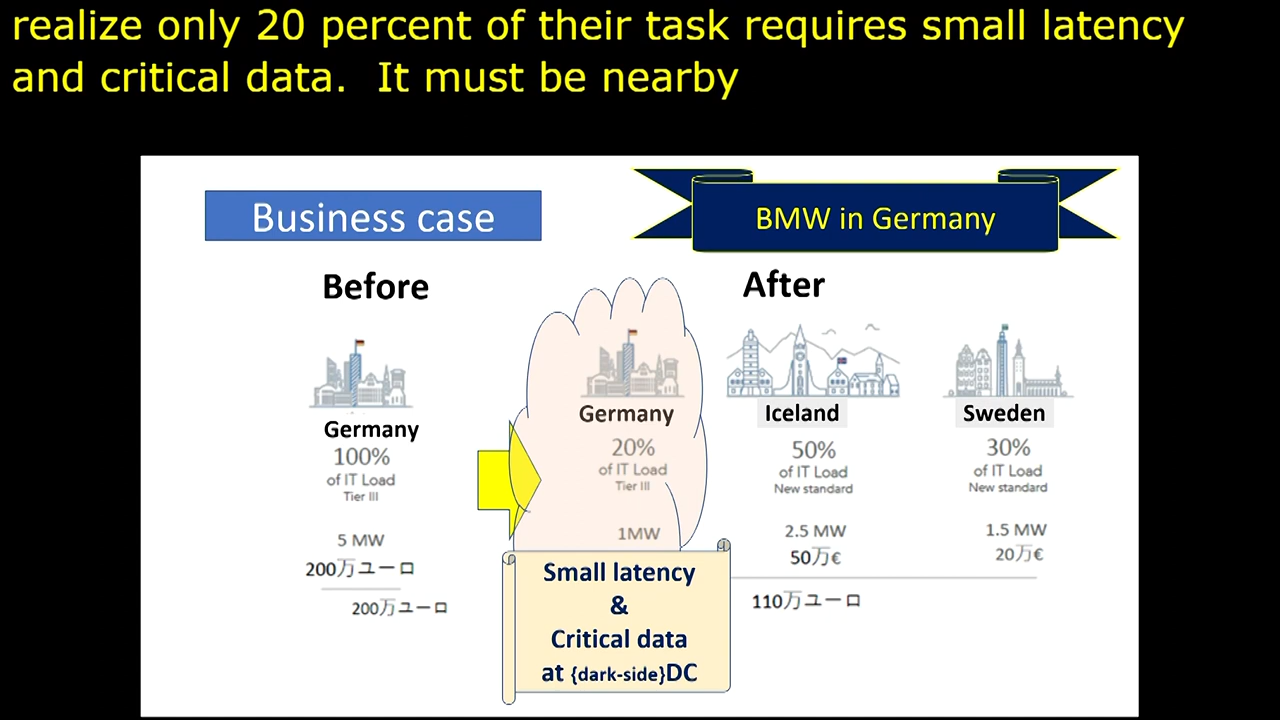 realize only 20 percent of their task requires small latency
and critical data.  It must be nearby
Business case
BMW in Germany
Before
After
Germany
100%
of IT Load
Tier III
5 MW
200万ユーロ
200万ユーロ
Germany
20%
of IT Load
Tier III
1MW
Small latency
&
Critical data
at {dark-side}DC
Iceland
50%
of IT Load
New standard
2.5 MW
50万€
Sweden
30%
of IT Load
New standard
1.5 MW
20万€
110万ユーロ